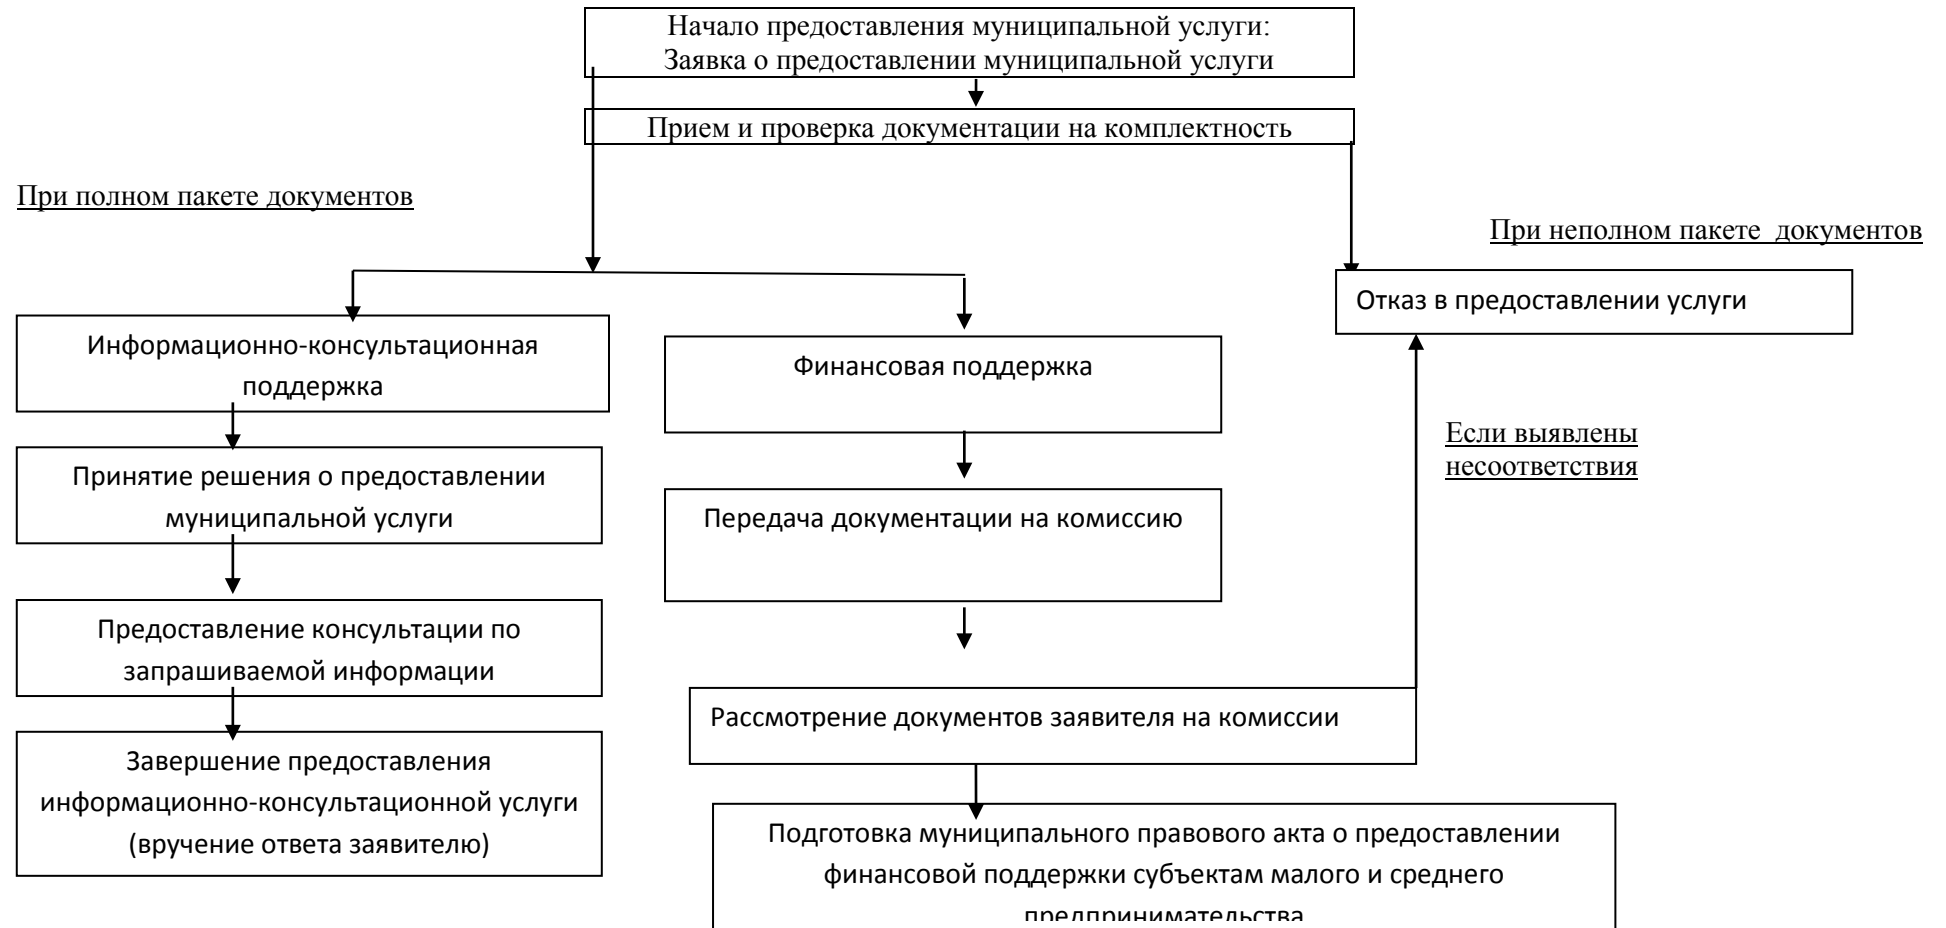 Начало предоставления муниципальной услуги:
Заявка о предоставлении муниципальной услуги
Прием и проверка документации на комплектность
При полном пакете документов
При неполном пакете документов
Отказ в предоставлении услуги
Информационно-консультационная
поддержка
Финансовая поддержка
Если выявлены
несоответствия
Принятие решения о предоставлении
муниципальной услуги
Передача документации на комиссию
Предоставление консультации по
запрашиваемой информации
Рассмотрение документов заявителя на комиссии
Завершение предоставления
информационно-консультационной услуги
(вручение ответа заявителю)
Подготовка муниципального правового акта о предоставлении
финансовой поддержки субъектам малого и среднего
предпринимательства